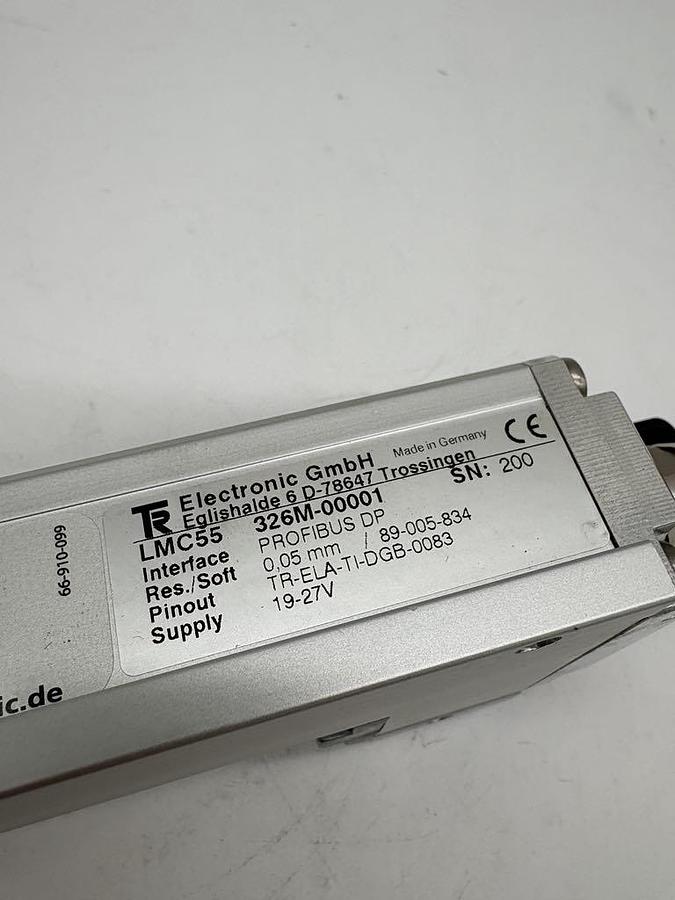 TR Electronic GmbH Made in Germany CE
Eglishalde 6 D-78647 Trossingen
LMC55 326M-00001 SN: 200
Interface PROFIBUS DP
Res./Soft 0,05 mm / 89-005-834
Pinout TR-ELA-TI-DGB-0083
Supply 19-27V
66-910-099
ic.de